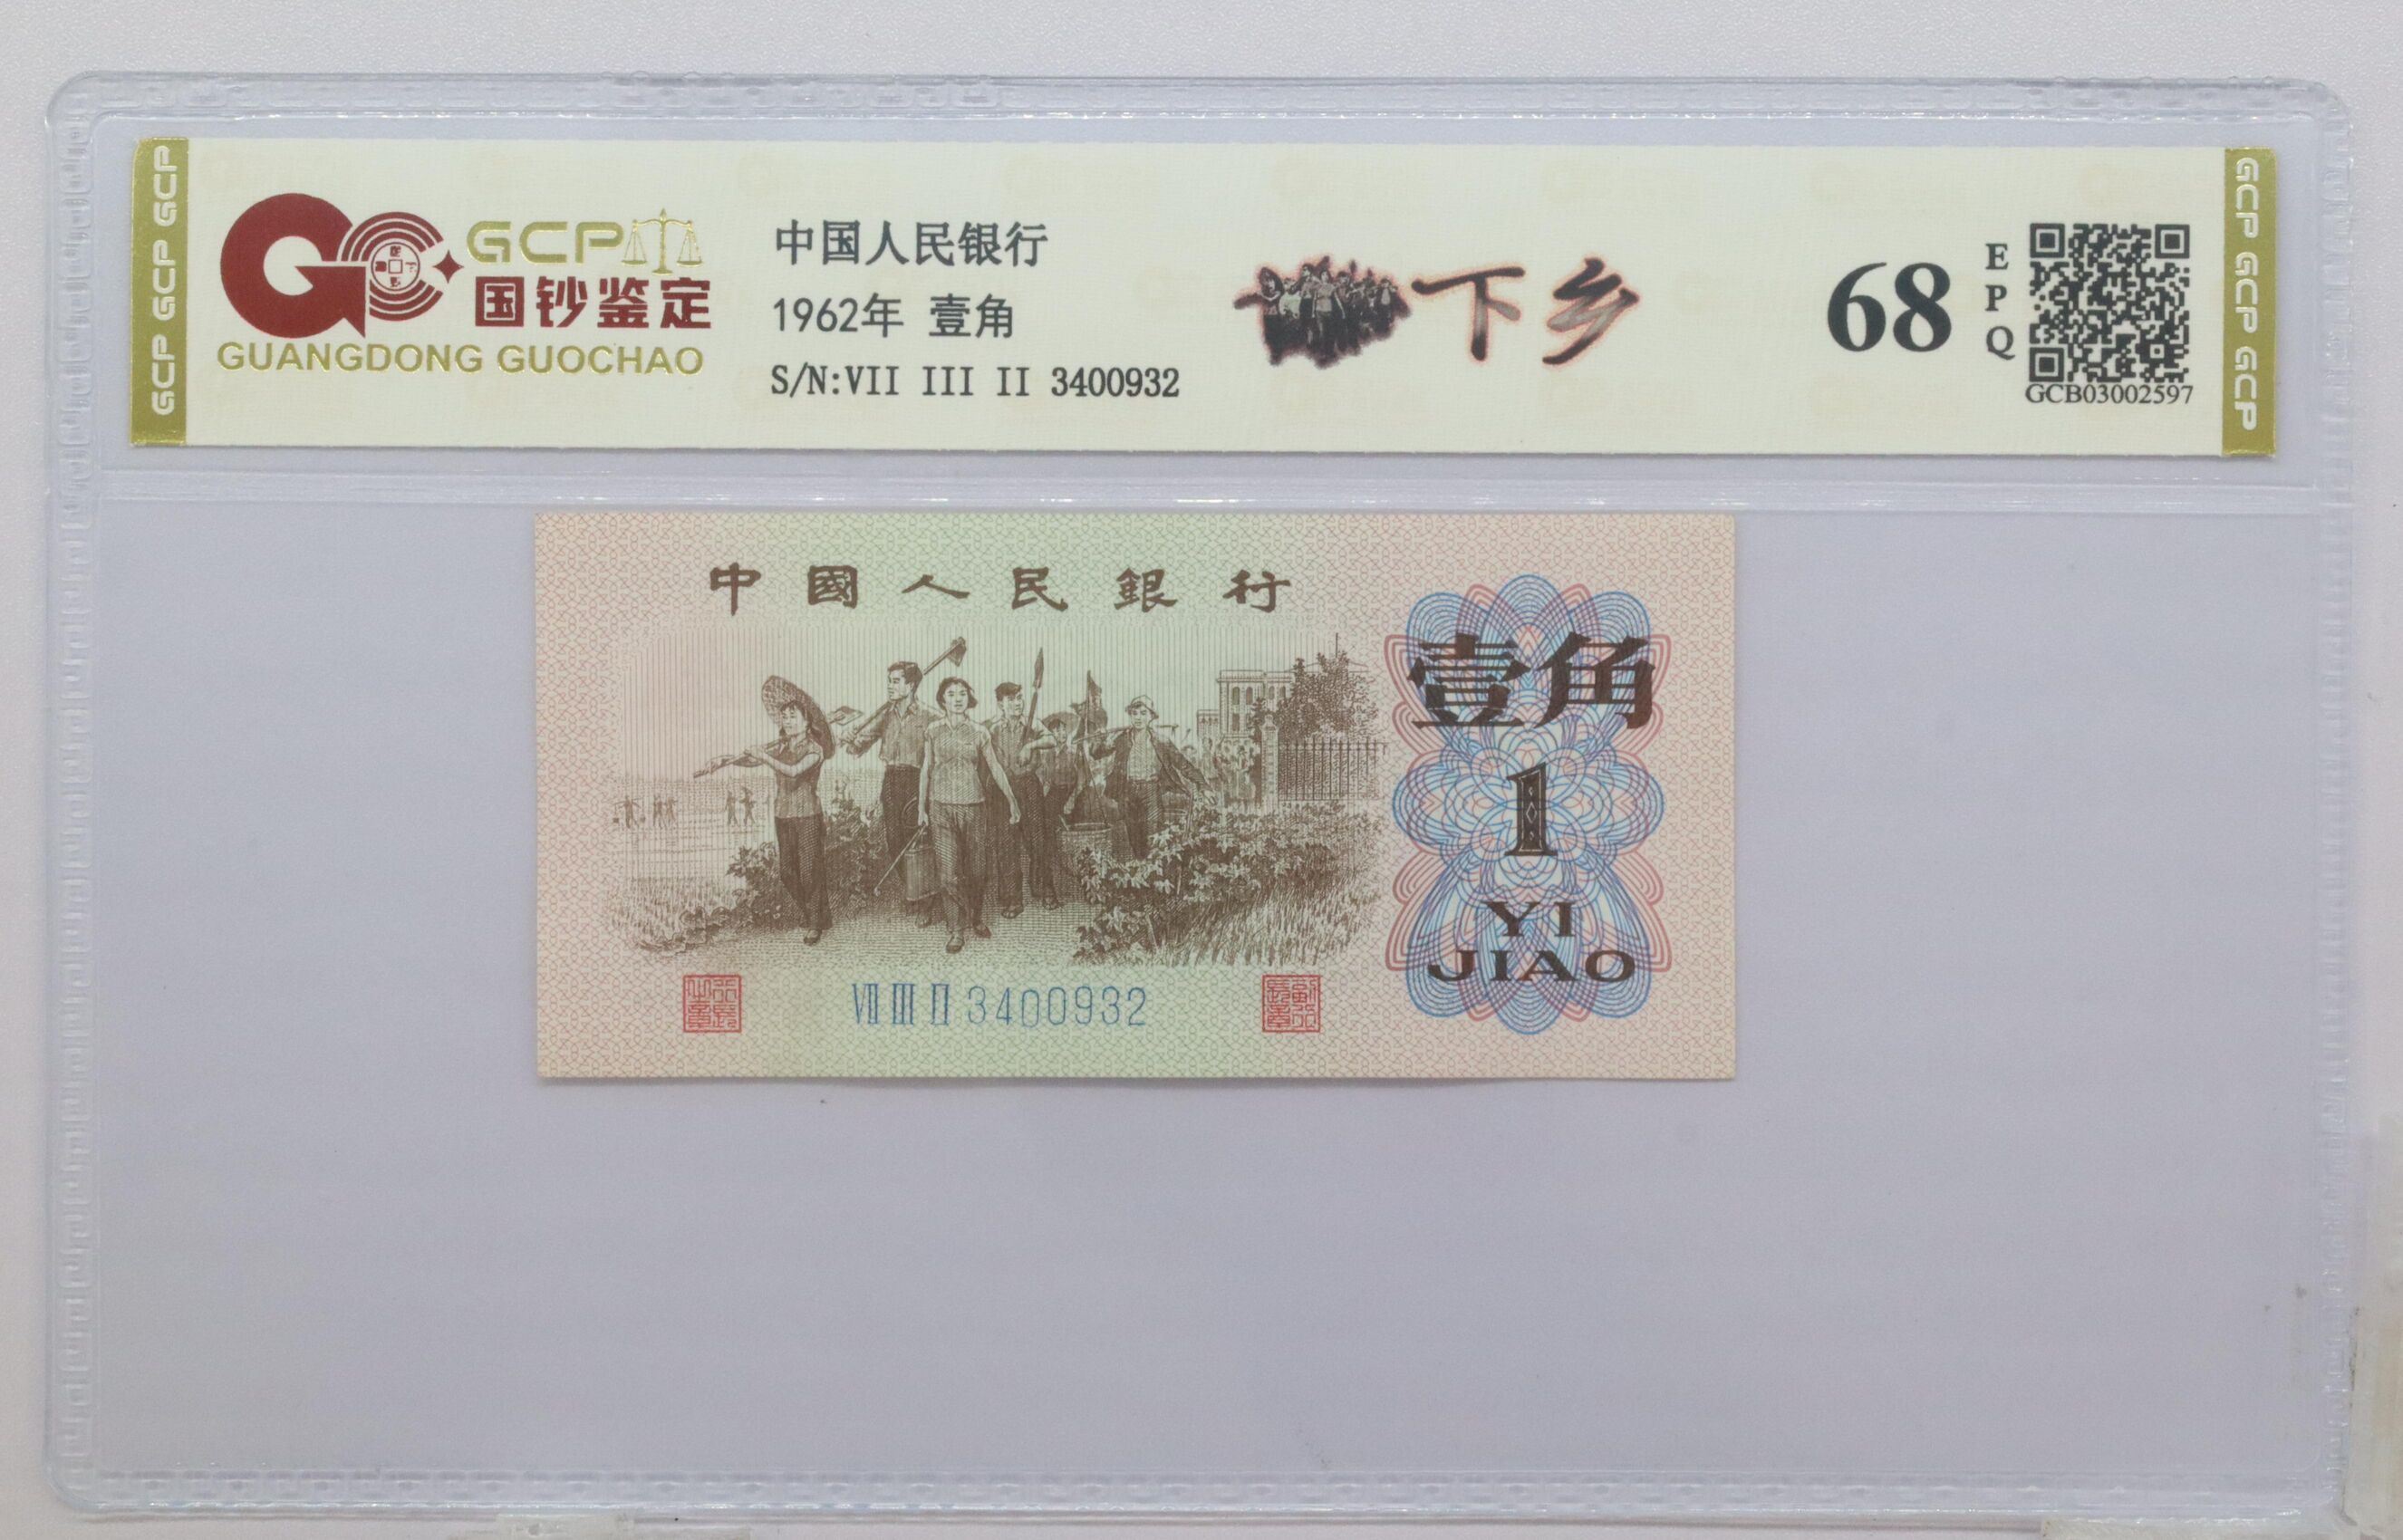 GCP GCP GCP
GCP
国钞鉴定
GUANGDONG GUOCHAO
中国人民银行
1962年 壹角
S/N:VII III II 3400932
下乡
68
EPQ
GCB03002597
GCP GCP GCP
中國人民銀行
壹角
1
YI
JIAO
VII III II 3400932